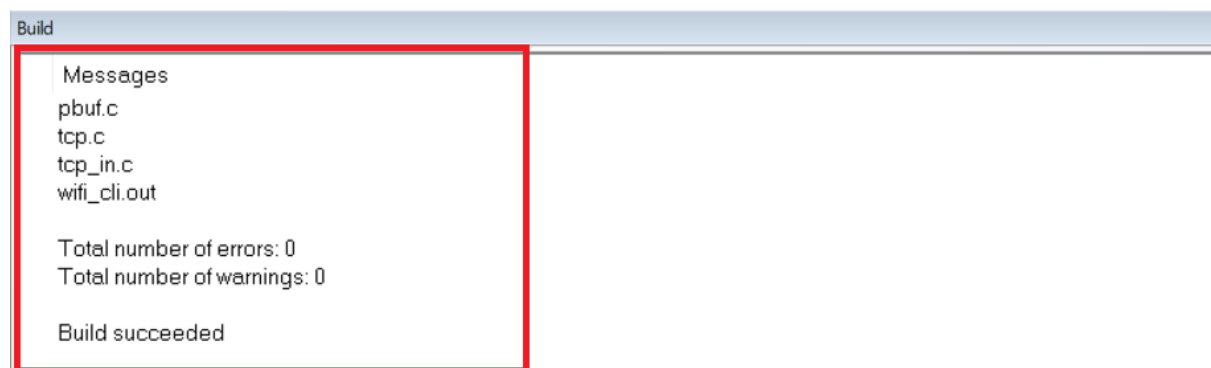 Build
Messages
pbuf.c
tcp.c
tcp_in.c
wifi_cli.out
Total number of errors: 0
Total number of warnings: 0
Build succeeded